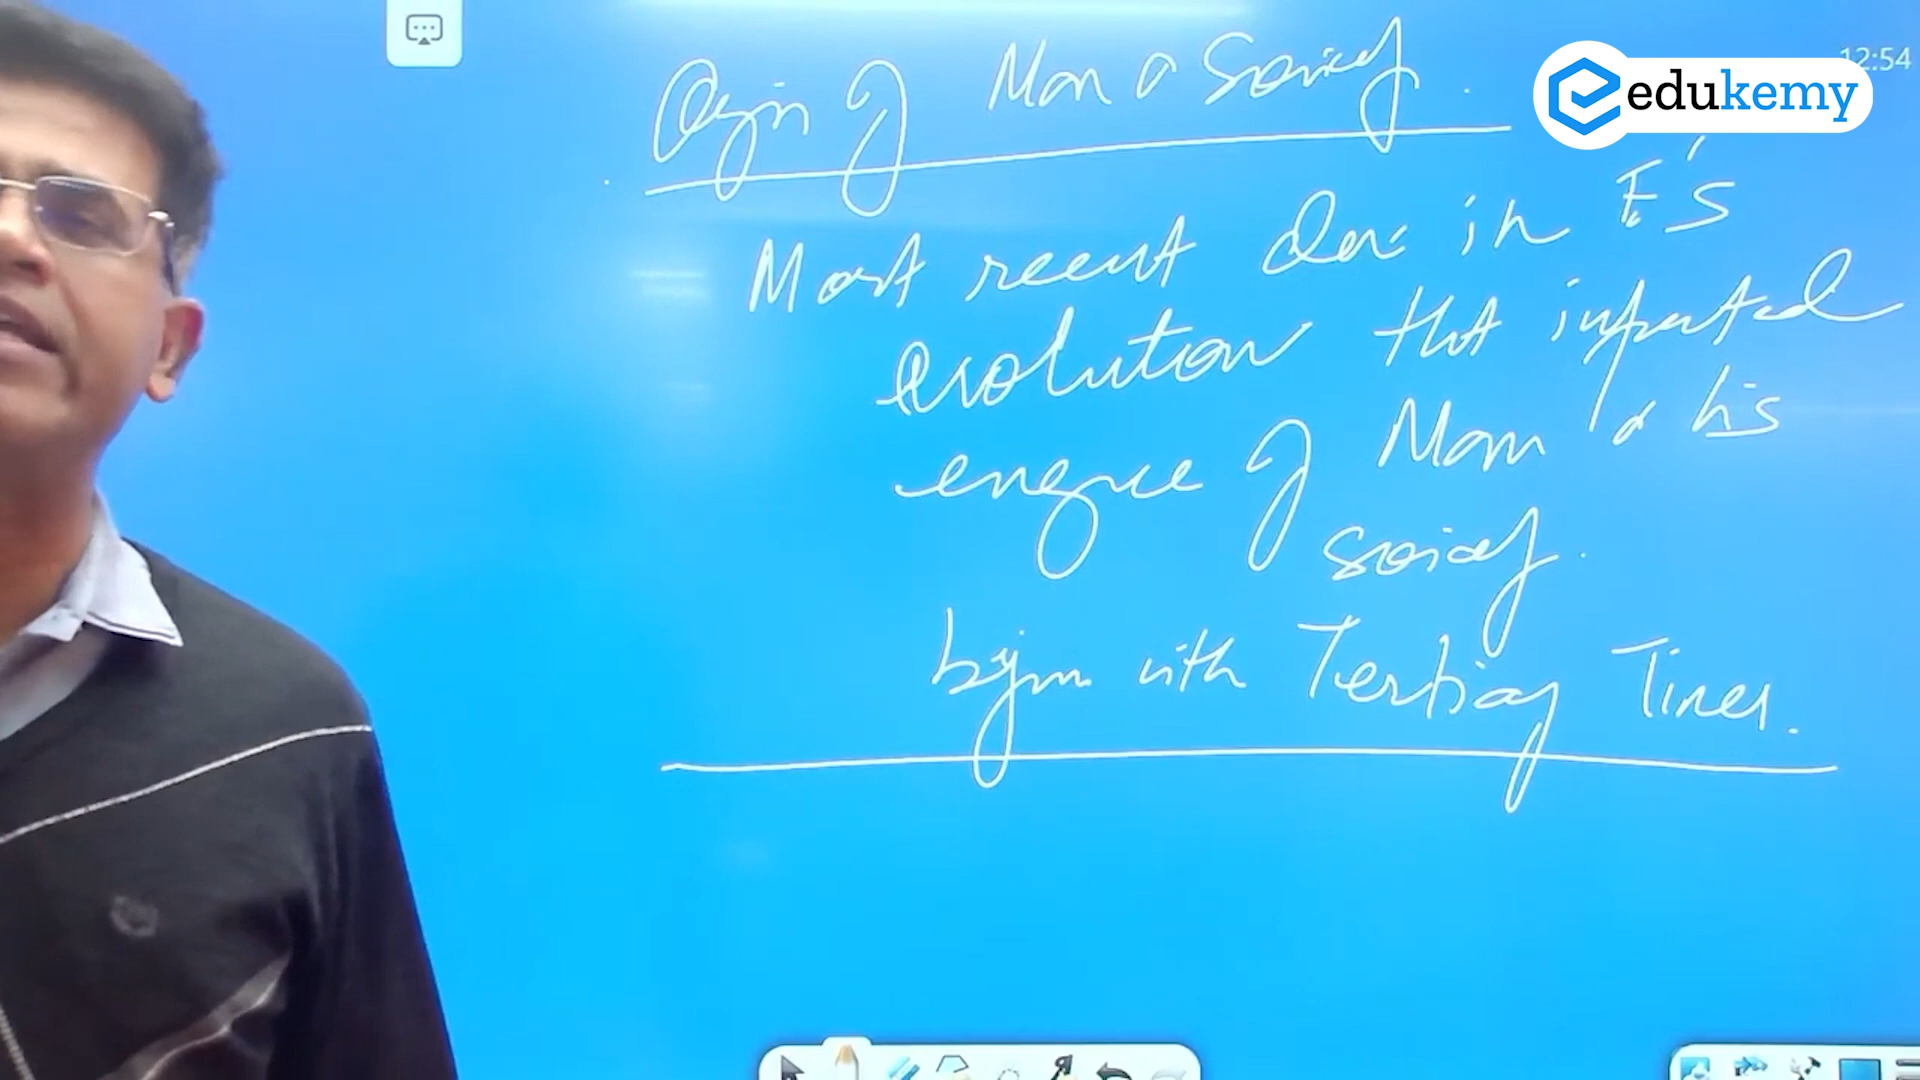 12:54
edukemy
Origin of Man & Society.
Most recent dev in E's
evolution that impacted
emergence of Man & his
society.
begin with Tertiary Times.